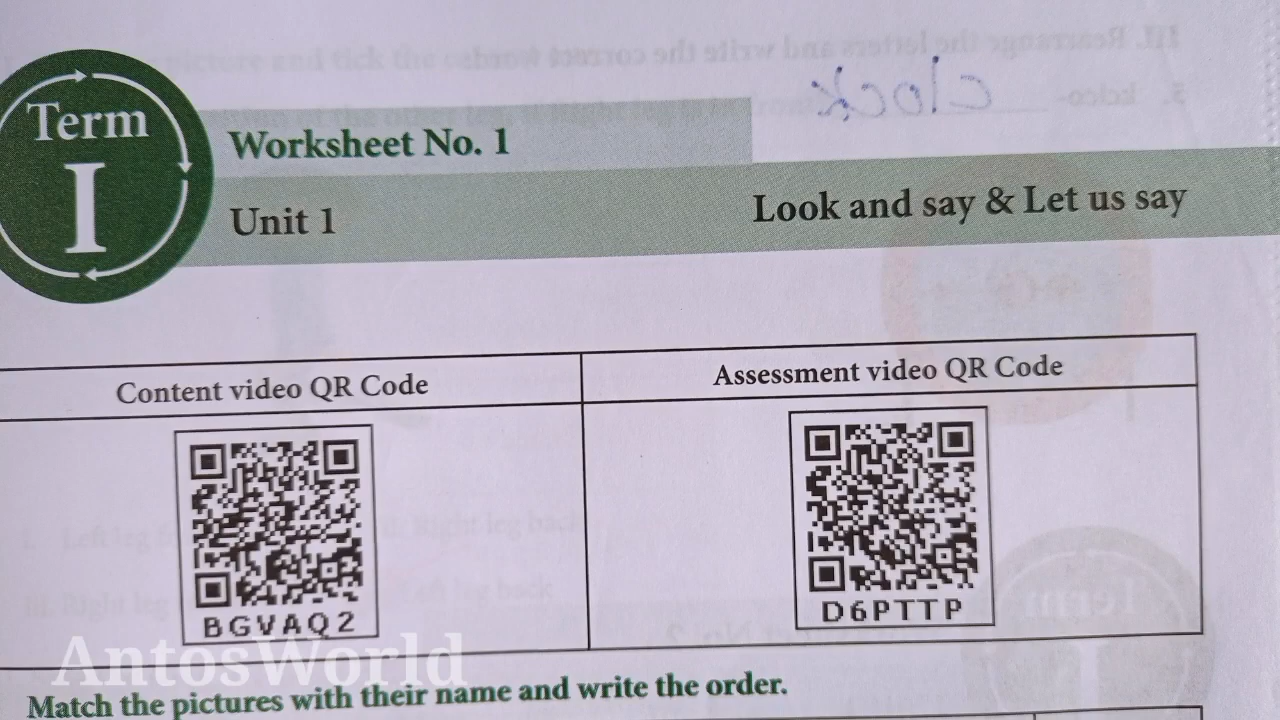 Term
I
Worksheet No. 1
Unit 1
Look and say & Let us say
Content video QR Code
Assessment video QR Code
BGVAQ2
D6PTTP
AntosWorld
Match the pictures with their name and write the order.